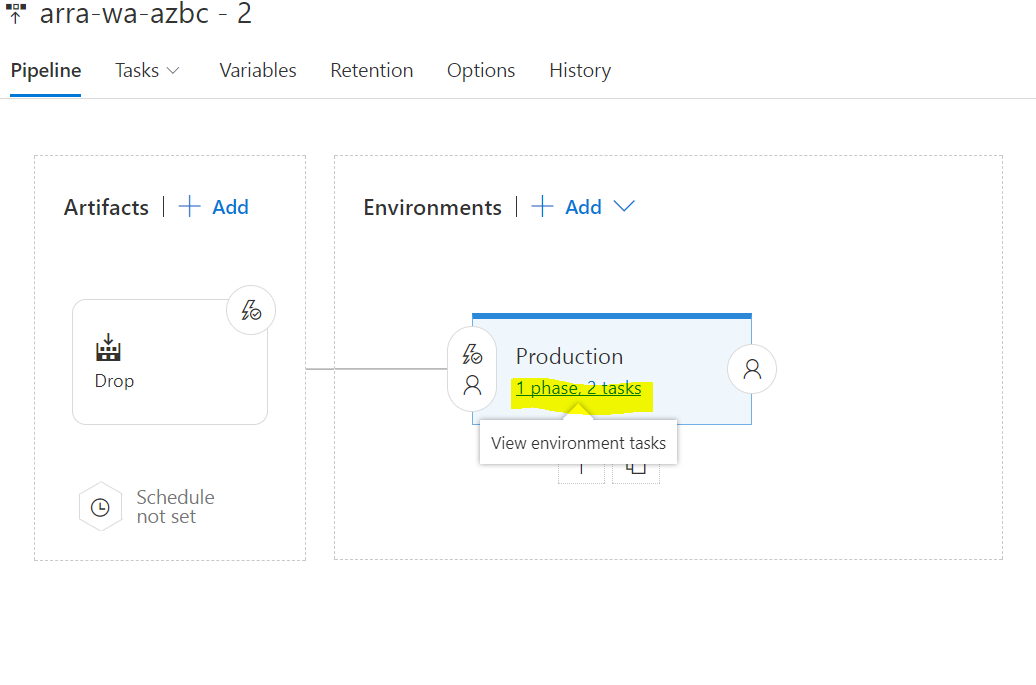 arra-wa-azbc - 2
Pipeline Tasks Variables Retention Options History
Artifacts | + Add
Environments | + Add
Drop
Production
1 phase, 2 tasks
View environment tasks
Schedule
not set